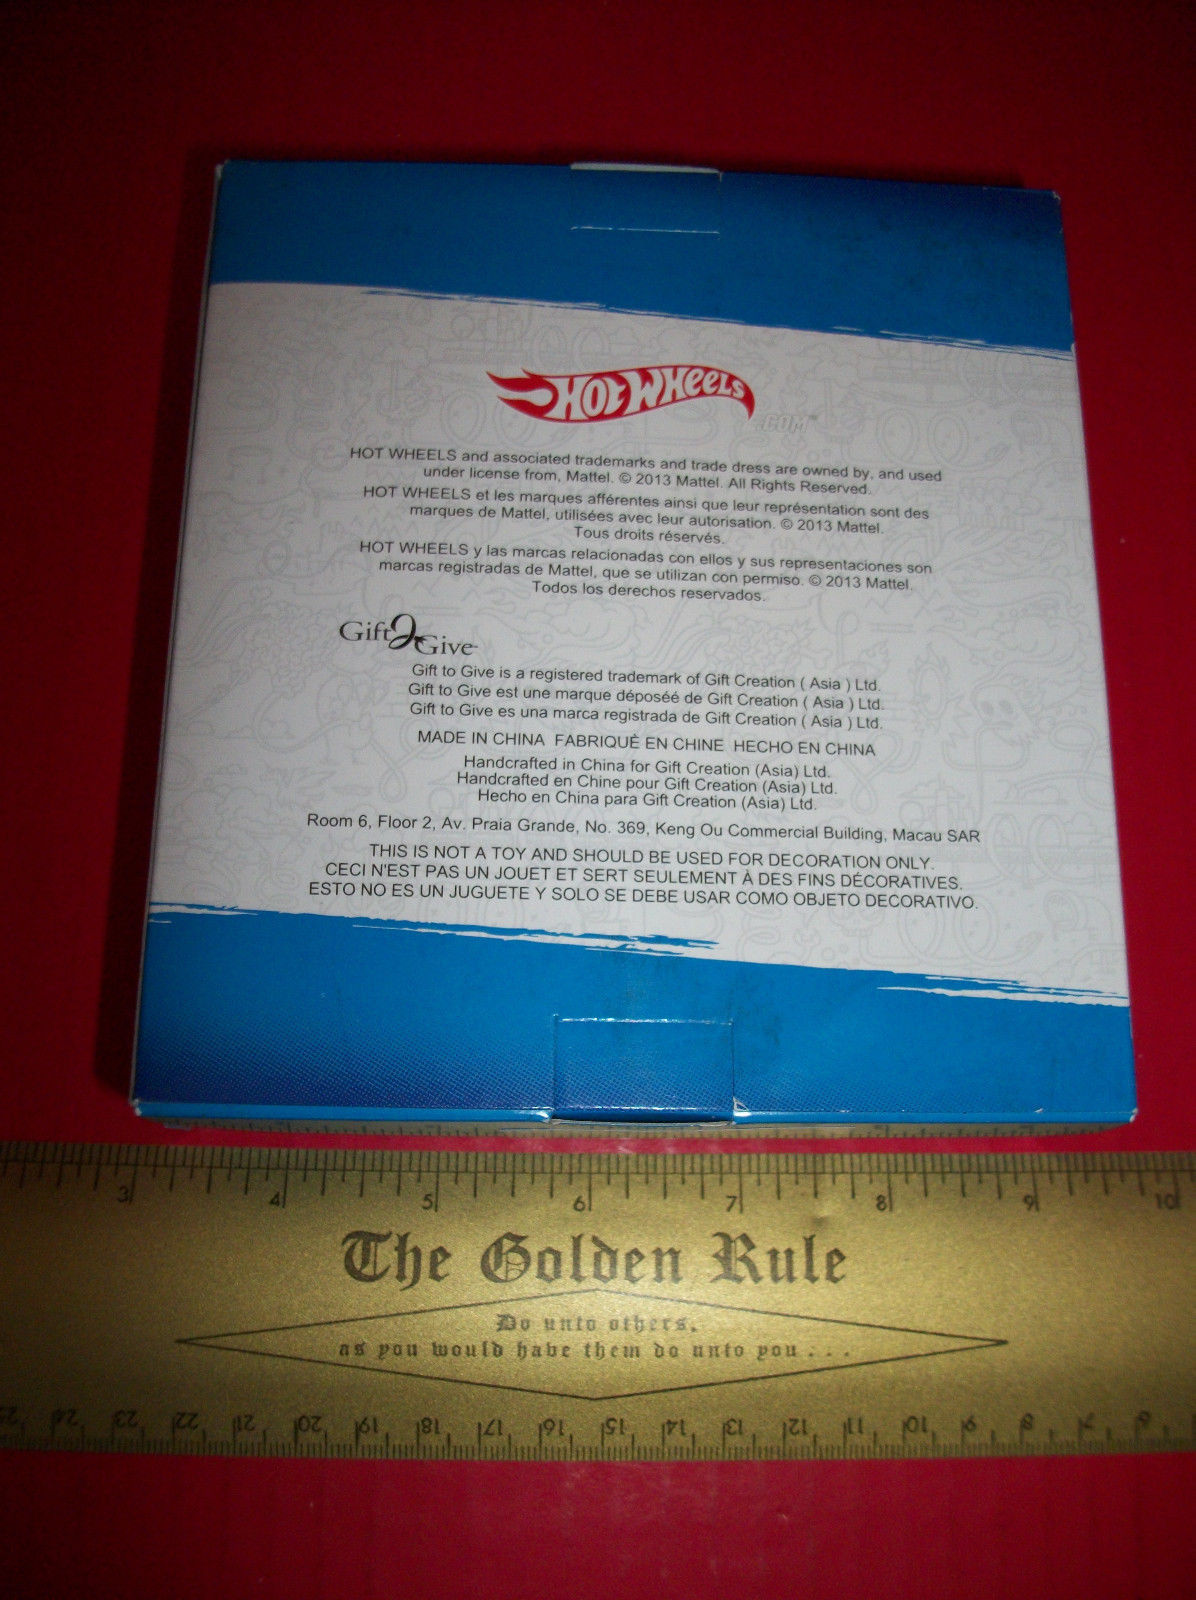 HOT WHEELS
.COM™
HOT WHEELS and associated trademarks and trade dress are owned by, and used
under license from, Mattel. © 2013 Mattel. All Rights Reserved.
HOT WHEELS et les marques afférentes ainsi que leur représentation sont des
marques de Mattel, utilisées avec leur autorisation. © 2013 Mattel.
Tous droits réservés.
HOT WHEELS y las marcas relacionadas con ellos y sus representaciones son
marcas registradas de Mattel, que se utilizan con permiso. © 2013 Mattel.
Todos los derechos reservados.
Gift2Give
Gift to Give is a registered trademark of Gift Creation ( Asia ) Ltd.
Gift to Give est une marque déposéé de Gift Creation ( Asia ) Ltd.
Gift to Give es una marca registrada de Gift Creation ( Asia ) Ltd.
MADE IN CHINA FABRIQUÉ EN CHINE HECHO EN CHINA
Handcrafted in China for Gift Creation (Asia) Ltd.
Handcrafted en Chine pour Gift Creation (Asia) Ltd.
Hecho en China para Gift Creation (Asia) Ltd.
Room 6, Floor 2, Av. Praia Grande, No. 369, Keng Ou Commercial Building, Macau SAR
THIS IS NOT A TOY AND SHOULD BE USED FOR DECORATION ONLY.
CECI N'EST PAS UN JOUET ET SERT SEULEMENT À DES FINS DÉCORATIVES.
ESTO NO ES UN JUGUETE Y SOLO SE DEBE USAR COMO OBJETO DECORATIVO.
3 4 5 6 7 8 9 10
The Golden Rule
Do unto others,
as you would have them do unto you . . .
25 24 23 22 21 20 19 18 17 16 15 14 13 12 11 10 9 8 7 6